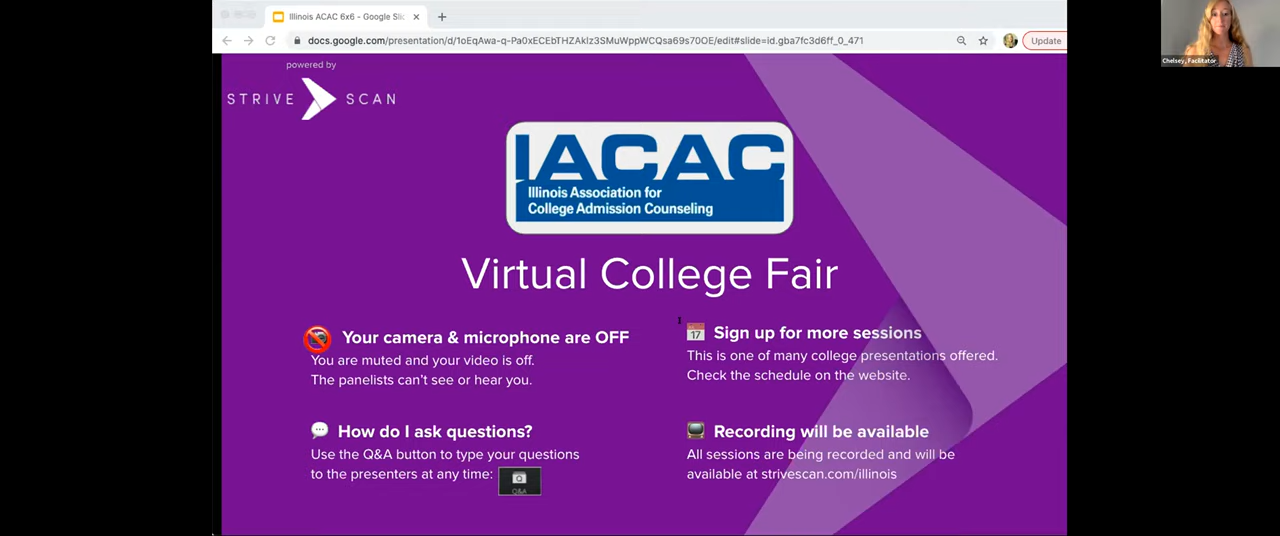 Illinois ACAC 6x6 - Google Slid
docs.google.com/presentation/d/1oEqAwa-q-Pa0xECEbTHZAklz3SMuWppWCQsa69s70OE/edit#slide=id.gba7fc3d6ff_0_471
Update
Chelsey, Facilitator
powered by
STRIVE SCAN
IACAC
Illinois Association for
College Admission Counseling
Virtual College Fair
Your camera & microphone are OFF
You are muted and your video is off.
The panelists can't see or hear you.
How do I ask questions?
Use the Q&A button to type your questions
to the presenters at any time:
Q&A
17
Sign up for more sessions
This is one of many college presentations offered.
Check the schedule on the website.
Recording will be available
All sessions are being recorded and will be
available at strivescan.com/illinois